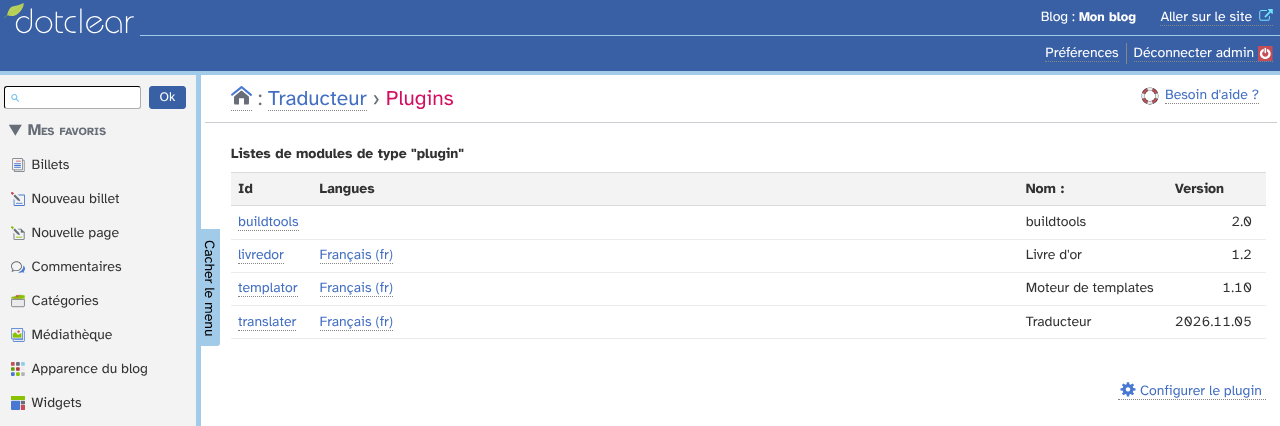 dotclear
Blog : Mon blog Aller sur le site
Préférences Déconnecter admin
Ok
Mes favoris
Billets
Nouveau billet
Nouvelle page
Commentaires
Catégories
Médiathèque
Apparence du blog
Widgets
Cacher le menu
: Traducteur › Plugins
Besoin d'aide ?
Listes de modules de type "plugin"
Id Langues Nom : Version
buildtools buildtools 2.0
livredor Français (fr) Livre d'or 1.2
templator Français (fr) Moteur de templates 1.10
translater Français (fr) Traducteur 2026.11.05
Configurer le plugin